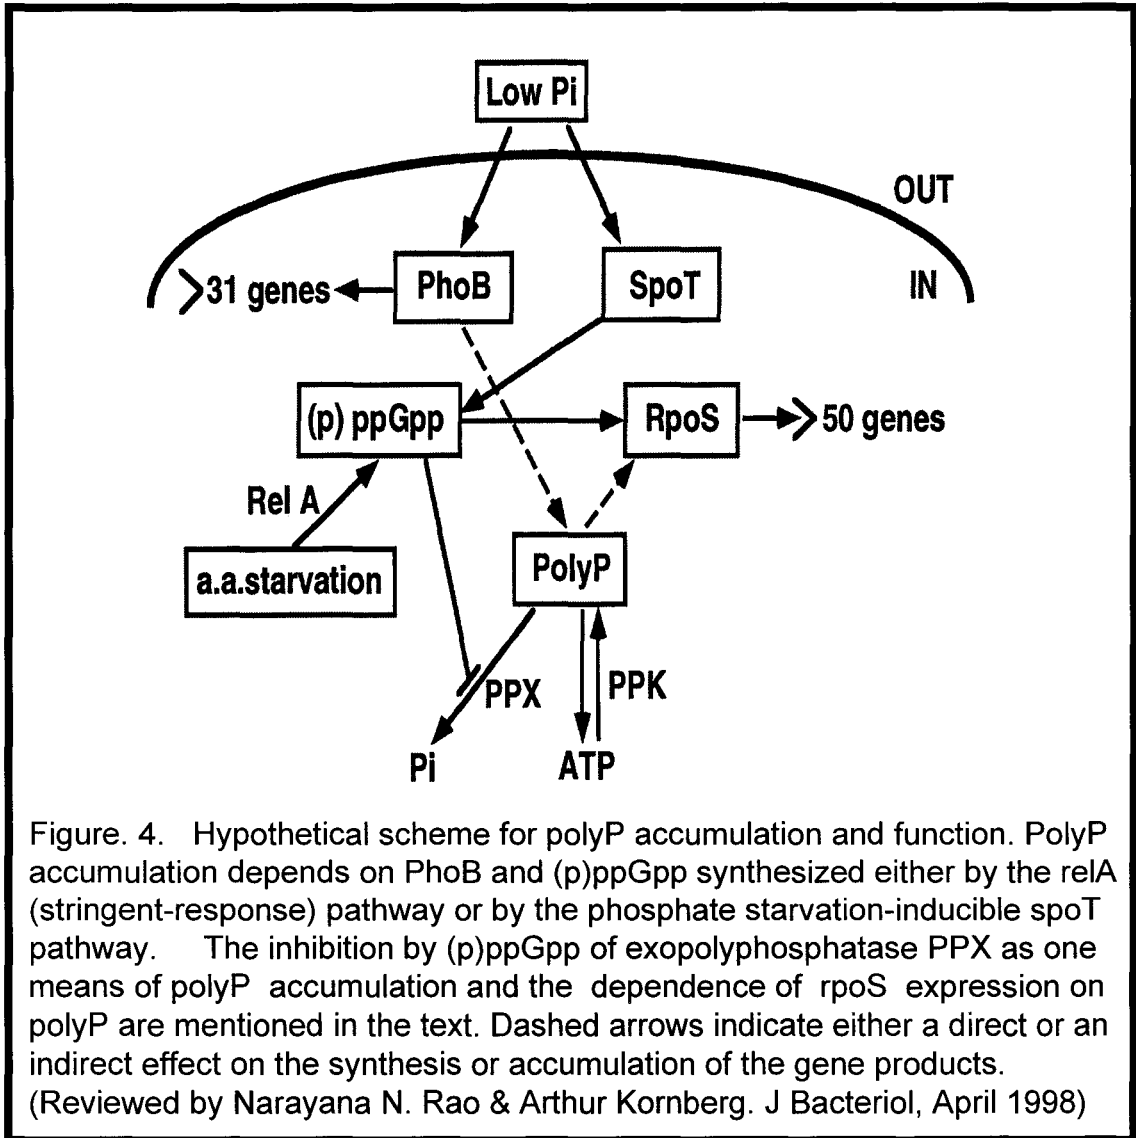 Low Pi
OUT
IN
>31 genes
PhoB
SpoT
(p) ppGpp
RpoS
>50 genes
Rel A
a.a.starvation
PolyP
PPX
PPK
Pi
ATP
Figure. 4. Hypothetical scheme for polyP accumulation and function. PolyP
accumulation depends on PhoB and (p)ppGpp synthesized either by the relA
(stringent-response) pathway or by the phosphate starvation-inducible spoT
pathway. The inhibition by (p)ppGpp of exopolyphosphatase PPX as one
means of polyP accumulation and the dependence of rpoS expression on
polyP are mentioned in the text. Dashed arrows indicate either a direct or an
indirect effect on the synthesis or accumulation of the gene products.
(Reviewed by Narayana N. Rao & Arthur Kornberg. J Bacteriol, April 1998)